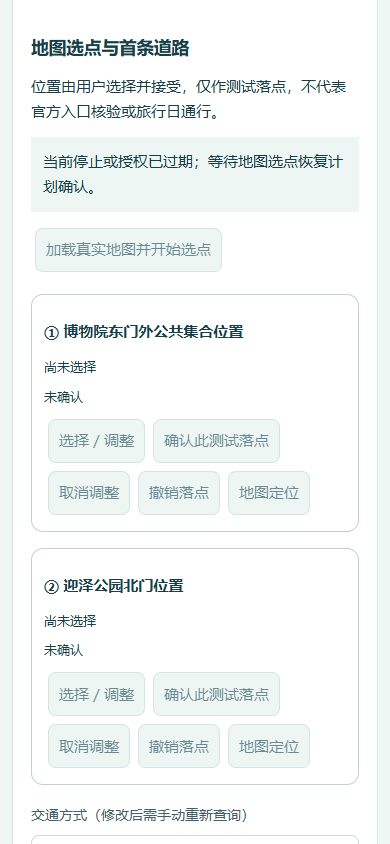 地图选点与首条道路
位置由用户选择并接受，仅作测试落点，不代表
官方入口核验或旅行日通行。
当前停止或授权已过期；等待地图选点恢复计
划确认。
加载真实地图并开始选点
① 博物院东门外公共集合位置
尚未选择
未确认
选择 / 调整
确认此测试落点
取消调整
撤销落点
地图定位
② 迎泽公园北门位置
尚未选择
未确认
选择 / 调整
确认此测试落点
取消调整
撤销落点
地图定位
交通方式（修改后需手动重新查询）